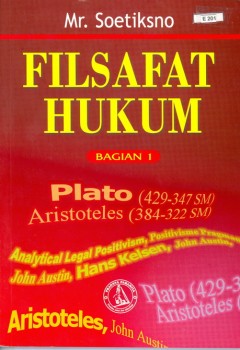 Mr. Soetiksno
E 201
FILSAFAT
HUKUM
BAGIAN 1
Plato (429-347 SM)
Aristoteles (384-322 SM)
Analytical Legal Positivism, Positivisme
John Austin, Hans Kelsen, John Austin,
Plato (429-3
Aristoteles (384
Aristoteles, John Austin